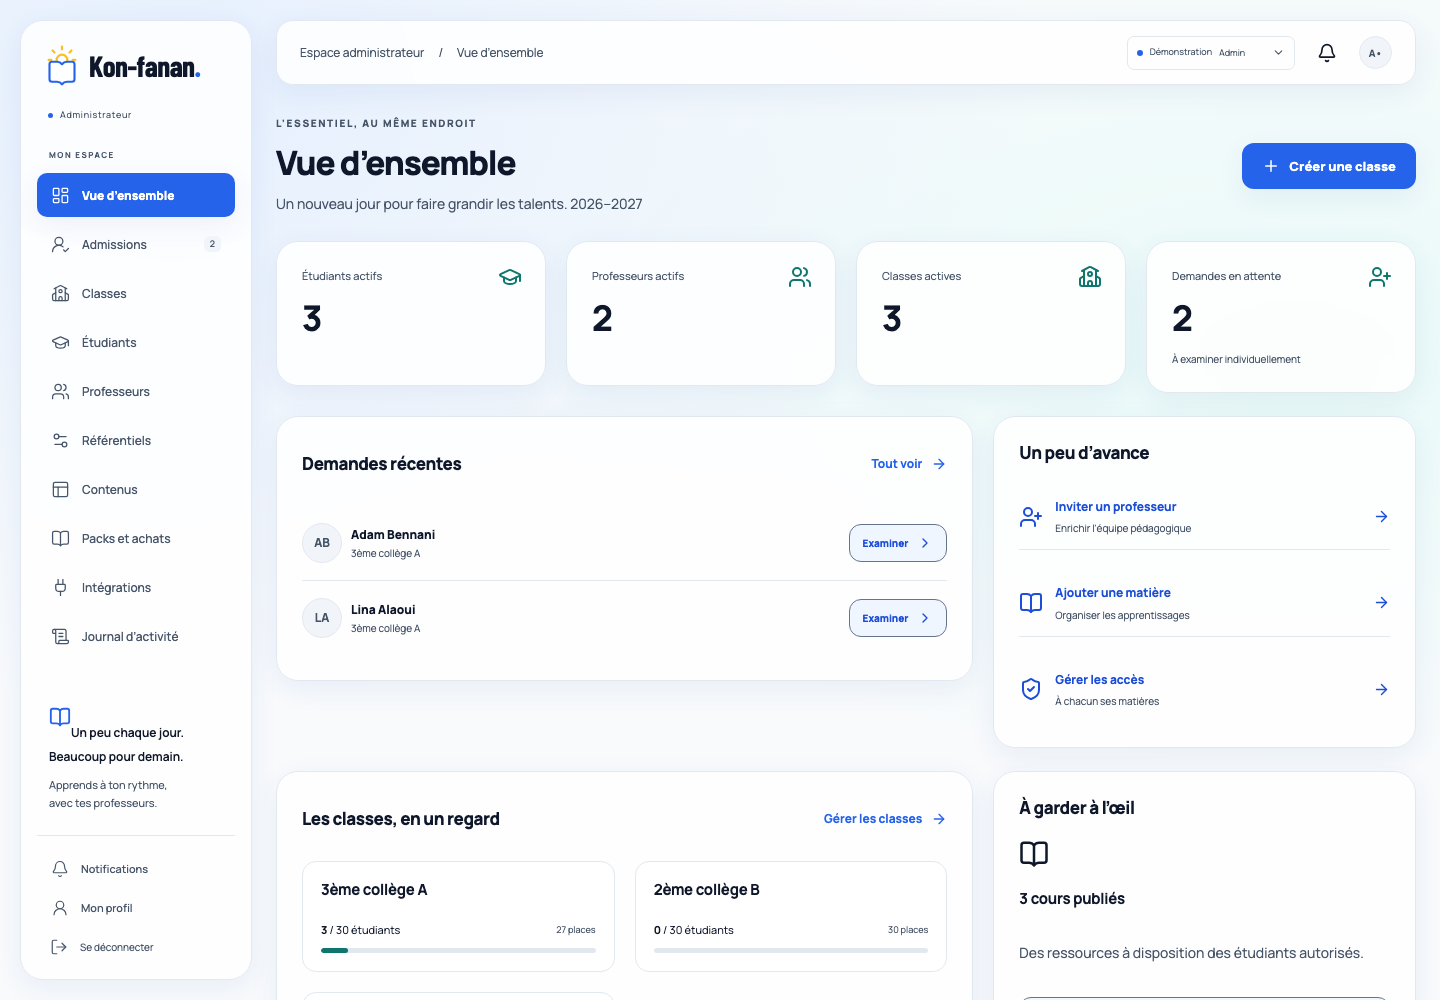 Kon-fanan.
Administrateur
MON ESPACE
Vue d’ensemble
Admissions 2
Classes
Étudiants
Professeurs
Référentiels
Contenus
Packs et achats
Intégrations
Journal d’activité
Un peu chaque jour.
Beaucoup pour demain.
Apprends à ton rythme,
avec tes professeurs.
Notifications
Mon profil
Se déconnecter
Espace administrateur / Vue d’ensemble
Démonstration Admin
A•
L’ESSENTIEL, AU MÊME ENDROIT
Vue d’ensemble
Un nouveau jour pour faire grandir les talents. 2026–2027
Créer une classe
Étudiants actifs
3
Professeurs actifs
2
Classes actives
3
Demandes en attente
2
À examiner individuellement
Demandes récentes
Tout voir
AB
Adam Bennani
3ème collège A
Examiner
LA
Lina Alaoui
3ème collège A
Examiner
Un peu d’avance
Inviter un professeur
Enrichir l’équipe pédagogique
Ajouter une matière
Organiser les apprentissages
Gérer les accès
À chacun ses matières
Les classes, en un regard
Gérer les classes
3ème collège A
3 / 30 étudiants
27 places
2ème collège B
0 / 30 étudiants
30 places
À garder à l’œil
3 cours publiés
Des ressources à disposition des étudiants autorisés.